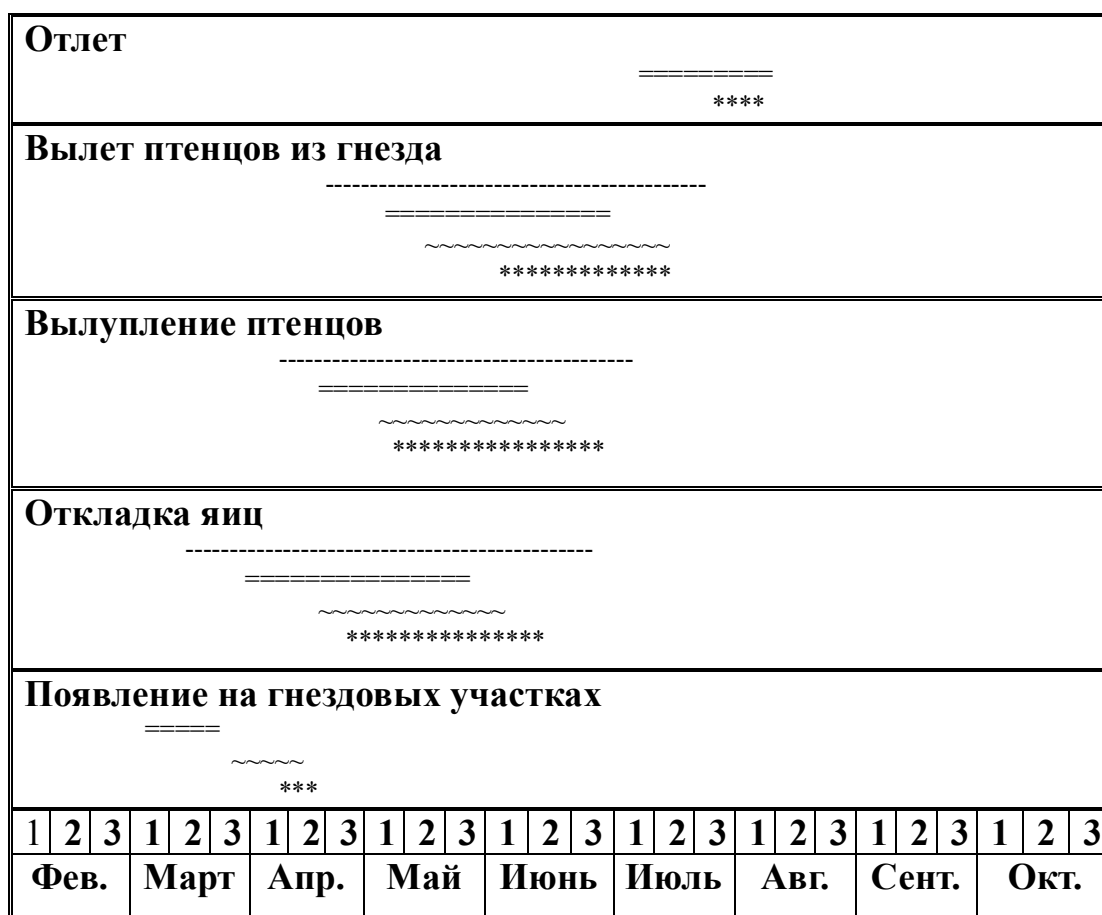 Отлет
=========
****
Вылет птенцов из гнезда
-------------------------------------------
===============
~~~~~~~~~~~~~~~~~
*************
Вылупление птенцов
----------------------------------------
==============
~~~~~~~~~~~~~
****************
Откладка яиц
----------------------------------------------
===============
~~~~~~~~~~~~~
***************
Появление на гнездовых участках
=====
~~~~~
***
1 2 3 1 2 3 1 2 3 1 2 3 1 2 3 1 2 3 1 2 3 1 2 3 1 2 3
Фев. Март Апр. Май Июнь Июль Авг. Сент. Окт.